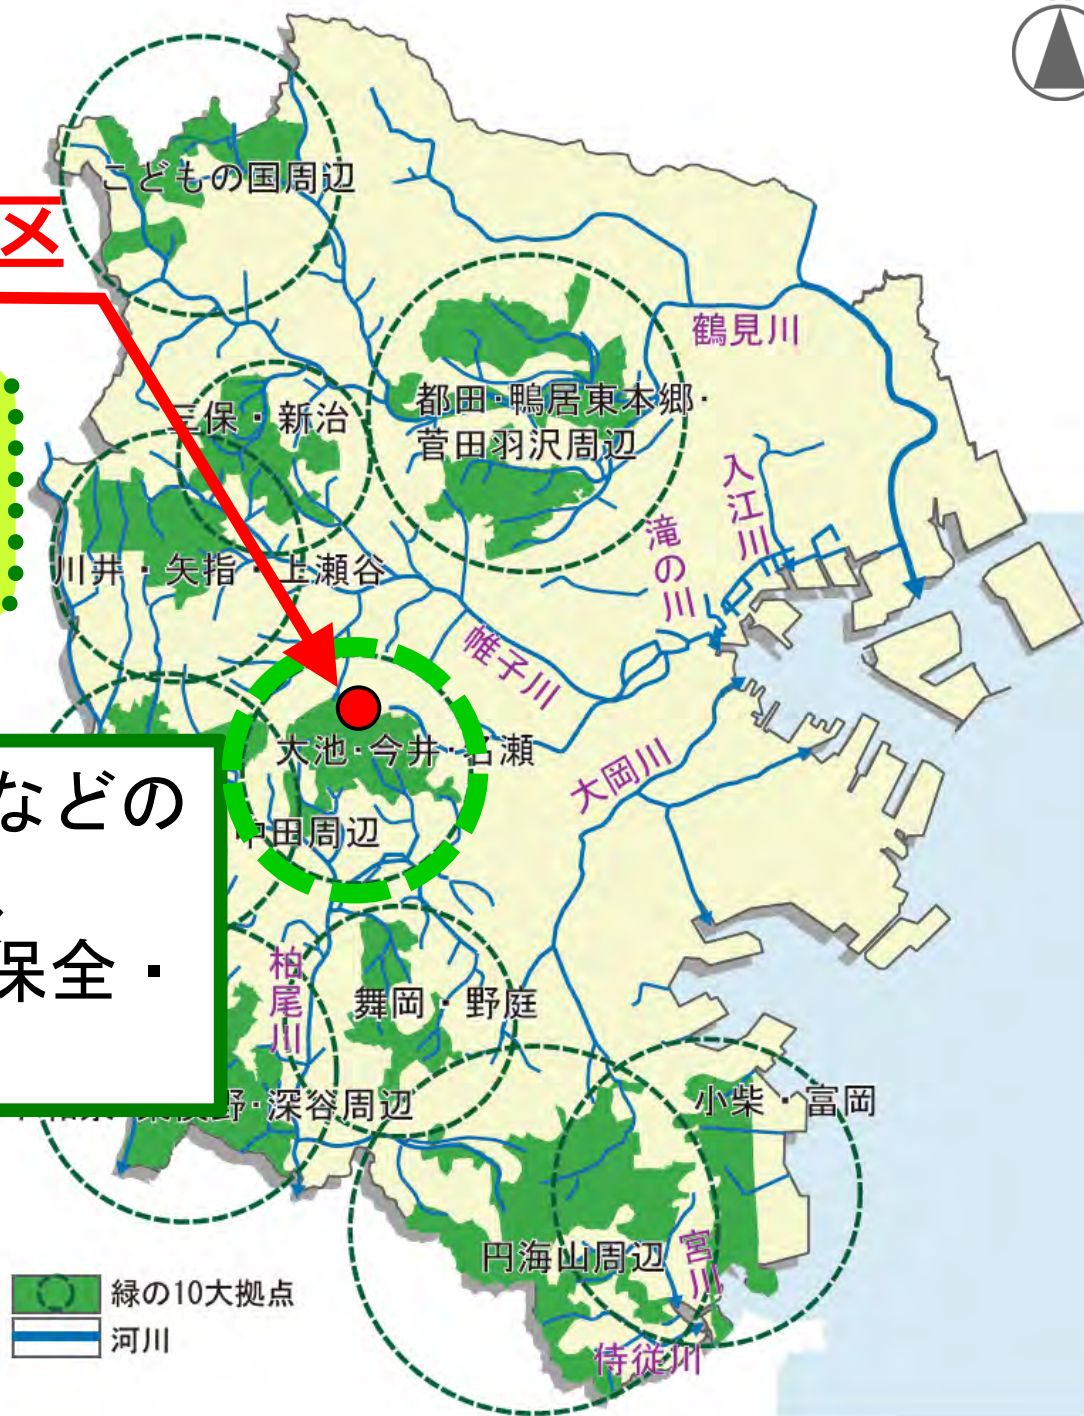 こどもの国周辺
区
鶴見川
都田・鴨居東本郷・
菅田羽沢周辺
三保・新治
入江川
滝の川
川井・矢指・上瀬谷
帷子川
大池・今井・名瀬
大岡川
などの
中田周辺
保全・
柏尾川
舞岡・野庭
深谷周辺
小柴・富岡
円海山周辺
宮川
侍従川
緑の10大拠点
河川